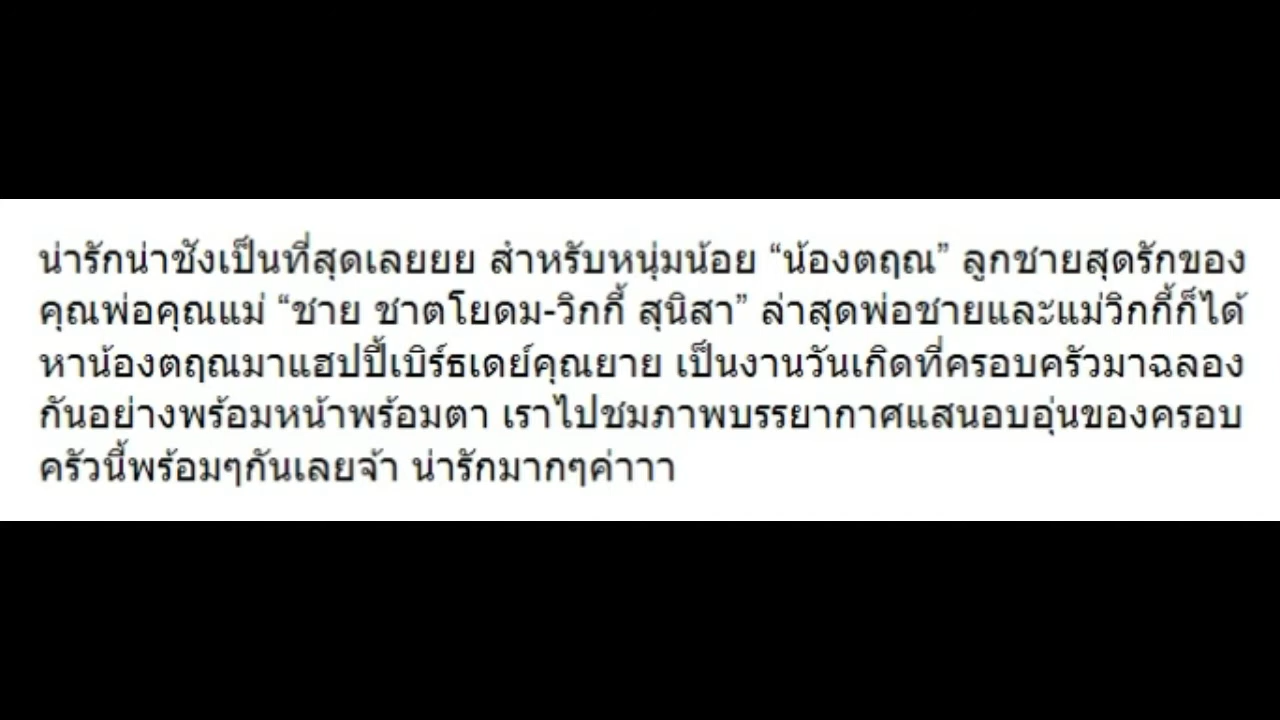 น่ารักน่าชังเป็นที่สุดเลยยย สำหรับหนุ่มน้อย “น้องตฤณ” ลูกชายสุดรักของ
คุณพ่อคุณแม่ “ชาย ชาตโยดม-วิกกี้ สุนิสา” ล่าสุดพ่อชายและแม่วิกกี้ก็ได้
หาน้องตฤณมาแฮปปี้เบิร์ธเดย์คุณยาย เป็นงานวันเกิดที่ครอบครัวมาฉลอง
กันอย่างพร้อมหน้าพร้อมตา เราไปชมภาพบรรยากาศแสนอบอุ่นของครอบ
ครัวนี้พร้อมๆกันเลยจ้า น่ารักมากๆค่าาา